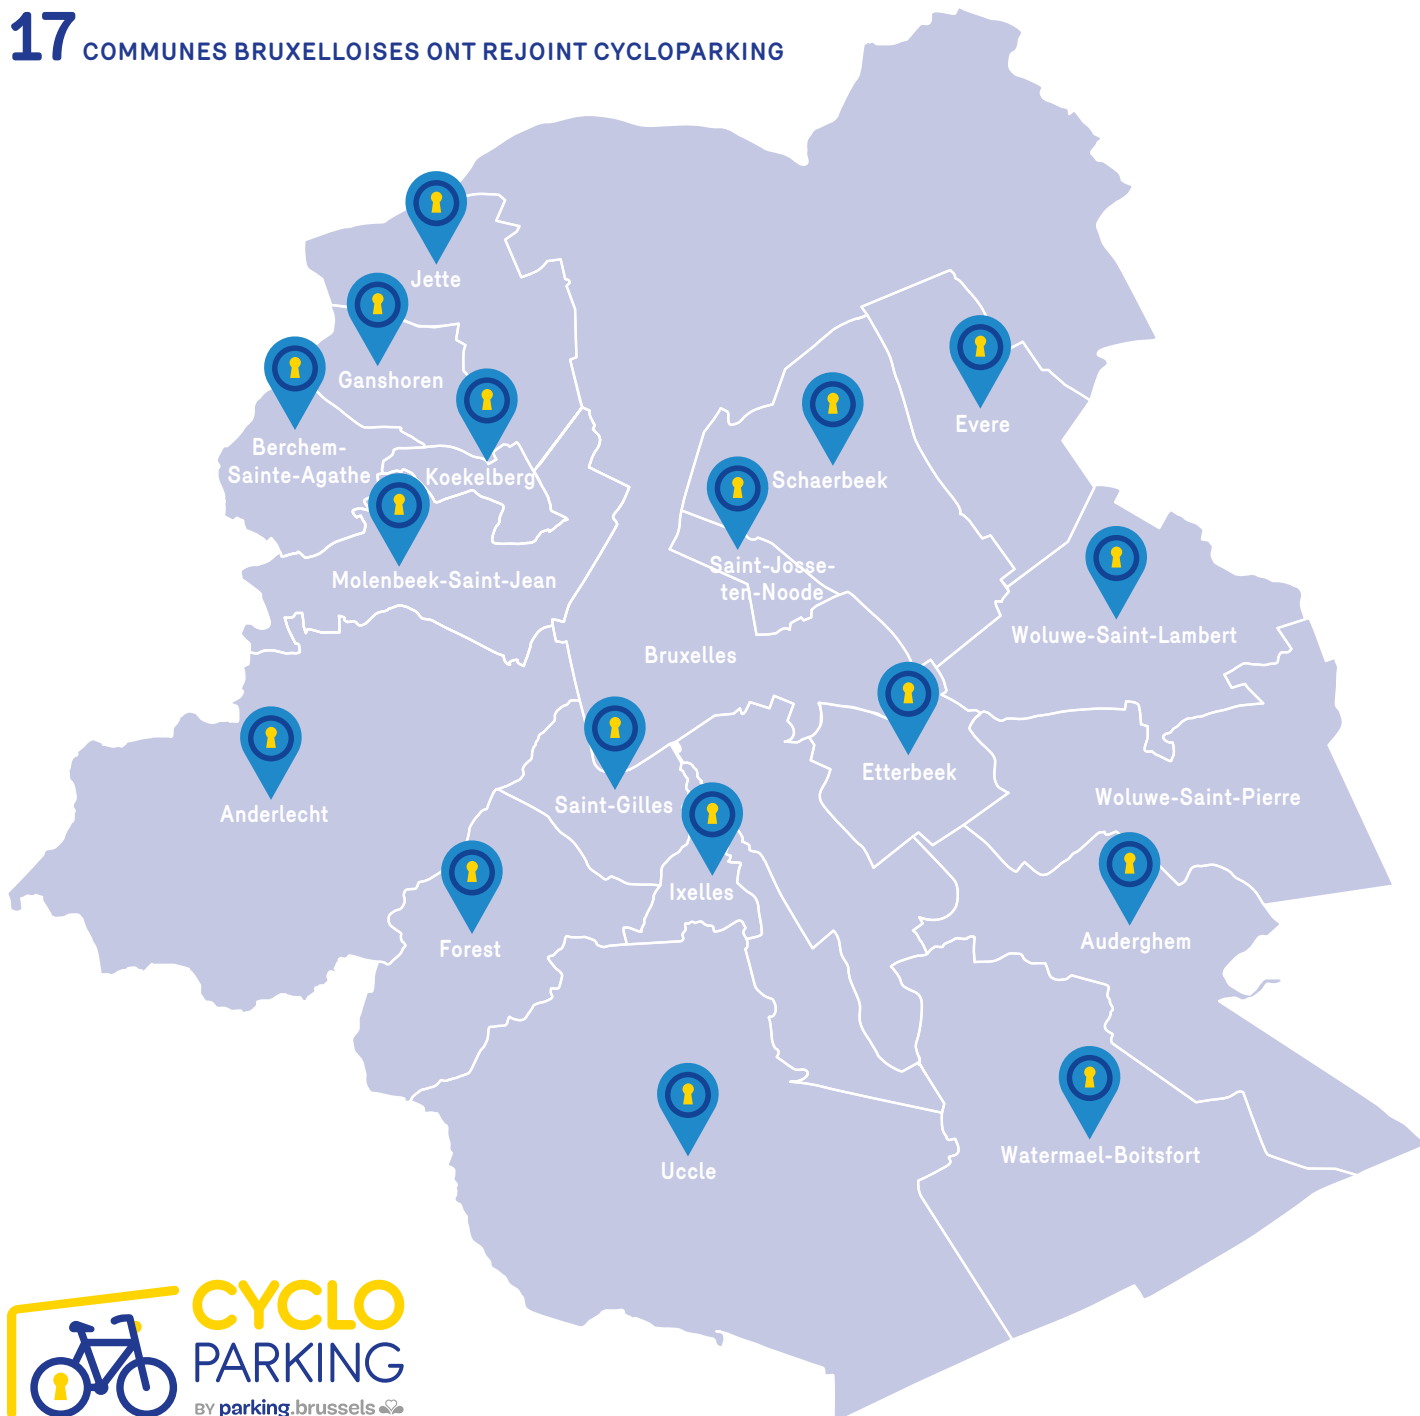 17 COMMUNES BRUXELLOISES ONT REJOINT CYCLOPARKING
Jette
Ganshoren
Evere
Berchem-
Sainte-Agathe
Koekelberg
Schaerbeek
Saint-Josse-
ten-Noode
Molenbeek-Saint-Jean
Woluwe-Saint-Lambert
Bruxelles
Etterbeek
Woluwe-Saint-Pierre
Anderlecht
Saint-Gilles
Ixelles
Forest
Auderghem
Watermael-Boitsfort
Uccle
CYCLO
PARKING
BY parking.brussels